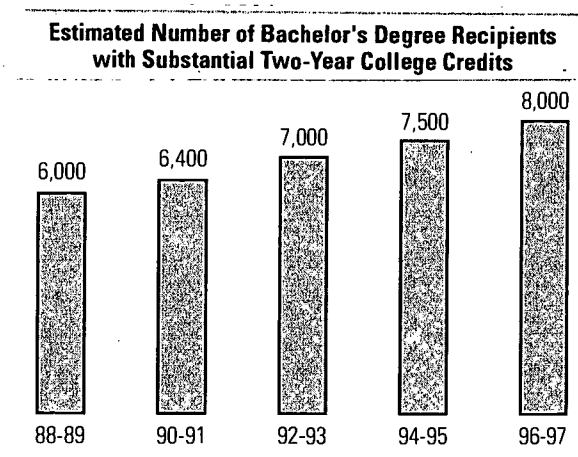 Estimated Number of Bachelor's Degree Recipients
with Substantial Two-Year College Credits
8,000
7,500
7,000
6,400
6,000
88-89 90-91 92-93 94-95 96-97